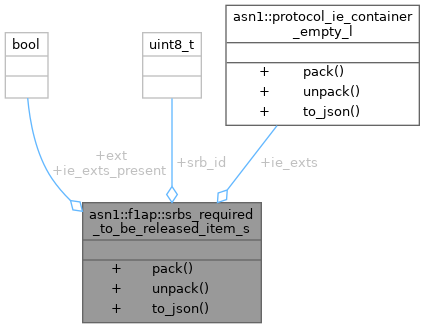 asn1::protocol_ie_container
_empty_l
bool
uint8_t
+ pack()
+ unpack()
+ to_json()
+ext
+ie_exts_present
+srb_id
+ie_exts
asn1::f1ap::srbs_required
_to_be_released_item_s
+ pack()
+ unpack()
+ to_json()